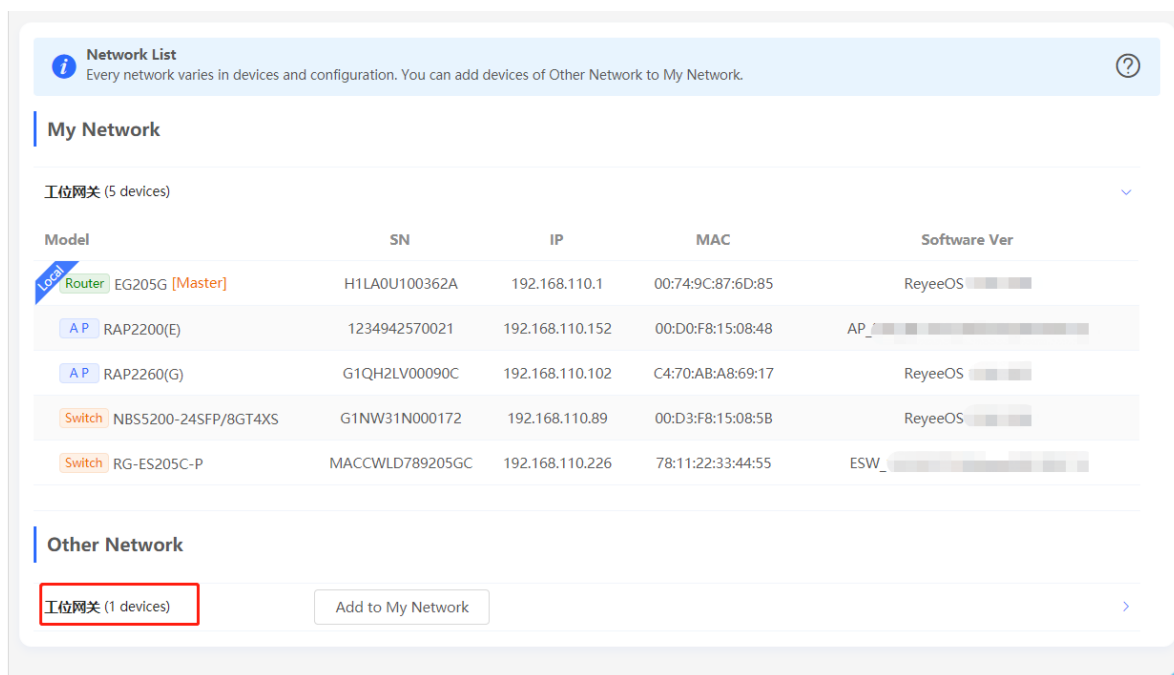 Network List
Every network varies in devices and configuration. You can add devices of Other Network to My Network.
My Network
工位网关 (5 devices)
Model SN IP MAC Software Ver
Local Router EG205G [Master] H1LA0U100362A 192.168.110.1 00:74:9C:87:6D:85 ReyeeOS
AP RAP2200(E) 1234942570021 192.168.110.152 00:D0:F8:15:08:48 AP_
AP RAP2260(G) G1QH2LV00090C 192.168.110.102 C4:70:AB:A8:69:17 ReyeeOS
Switch NBS5200-24SFP/8GT4XS G1NW31N000172 192.168.110.89 00:D3:F8:15:08:5B ReyeeOS
Switch RG-ES205C-P MACCWLD789205GC 192.168.110.226 78:11:22:33:44:55 ESW_
Other Network
工位网关 (1 devices) Add to My Network